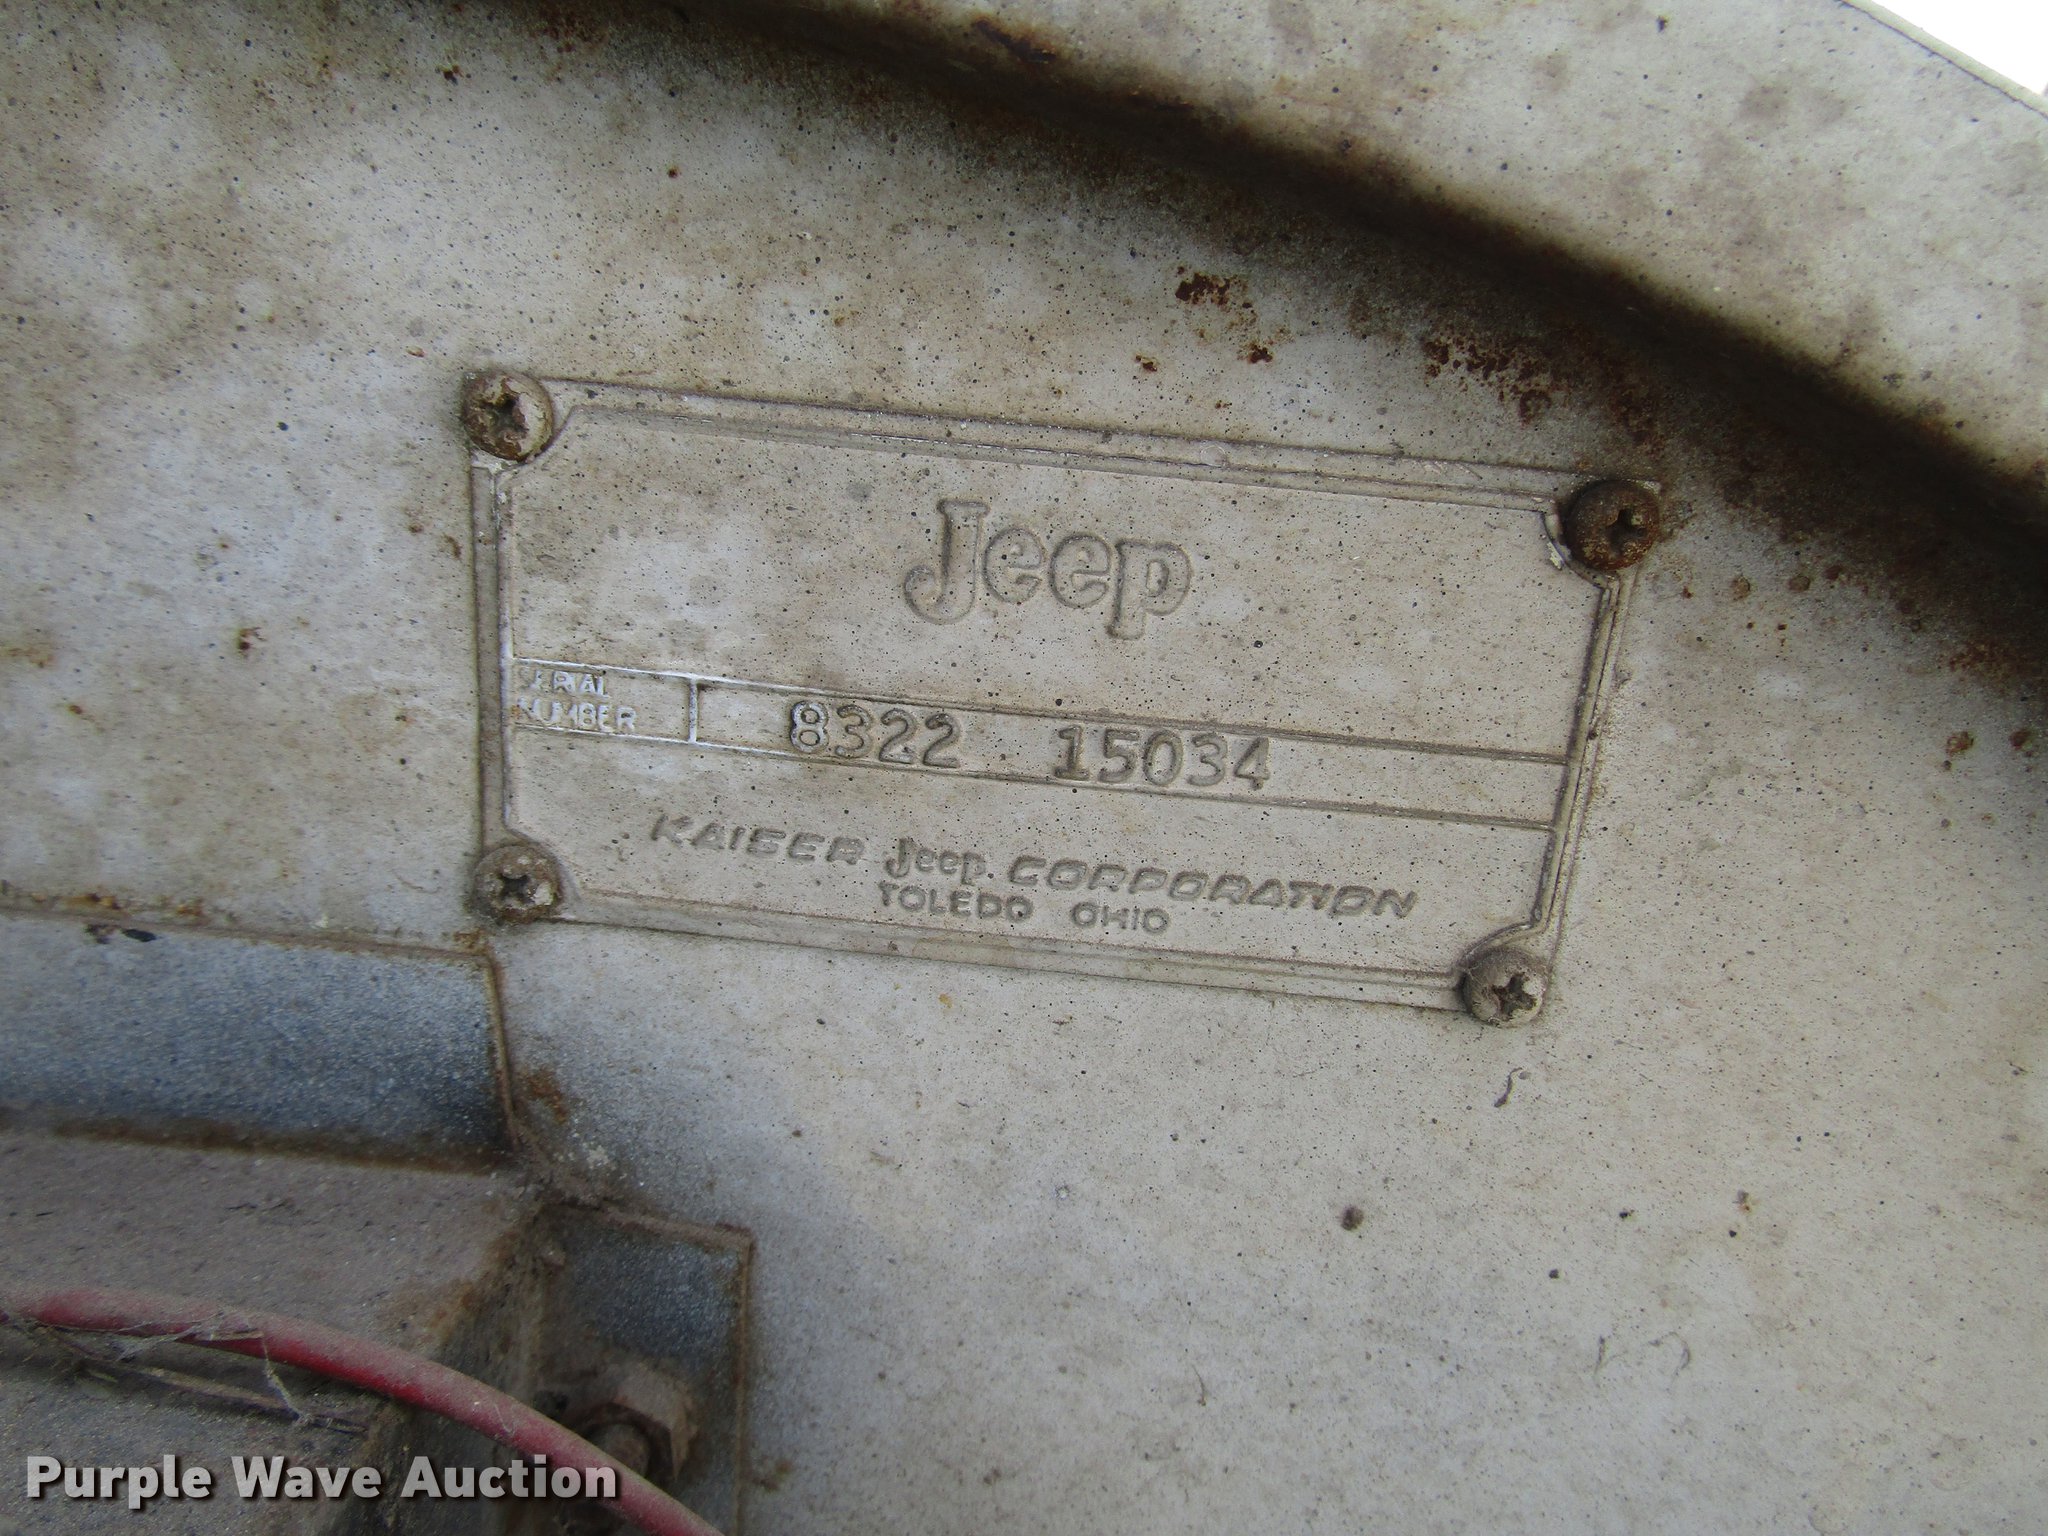 Jeep
SERIAL
NUMBER
8322 15034
KAISER Jeep CORPORATION
TOLEDO OHIO
Purple Wave Auction